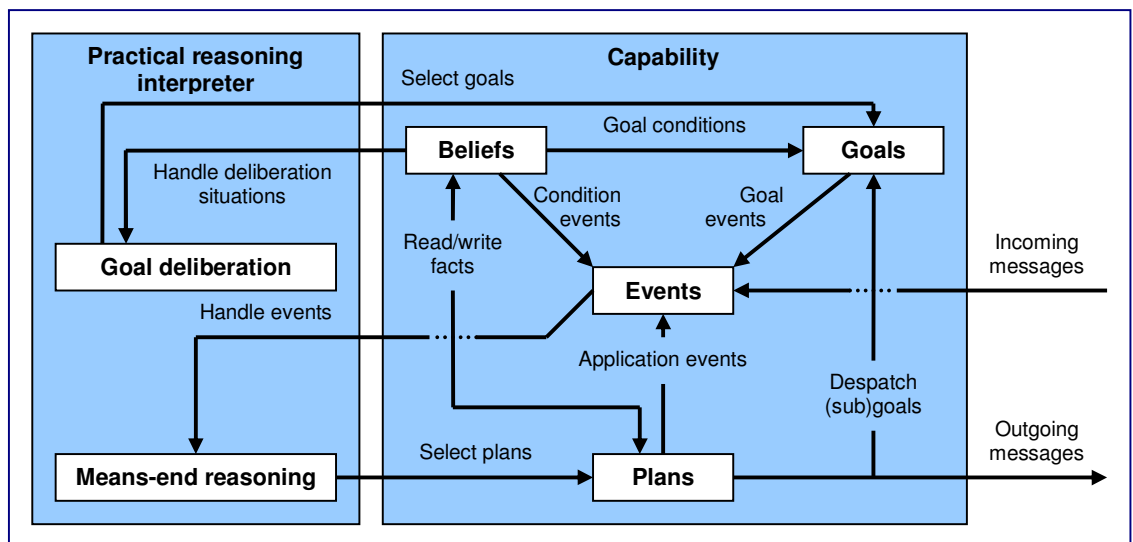 Practical reasoning
interpreter
Capability
Select goals
Goal conditions
Beliefs
Goals
Handle deliberation
situations
Condition
events
Goal
events
Read/write
facts
Incoming
messages
Goal deliberation
Events
Handle events
Application events
Despatch
(sub)goals
Outgoing
messages
Select plans
Means-end reasoning
Plans